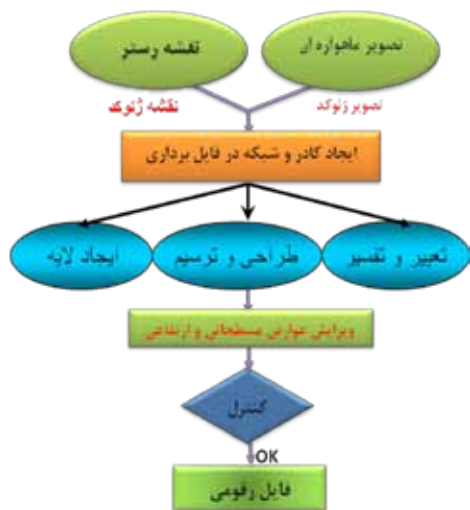 تصویر ماهواره ای
نقشه رستر
تصویر ژئوکد
نقشه ژئوکد
ایجاد کادر و شبکه در فایل برداری
تعبیر و تفسیر
طراحی و ترسیم
ایجاد لایه
ویرایش عوارض مسطحاتی و ارتفاعی
کنترل
OK
فایل رقومی